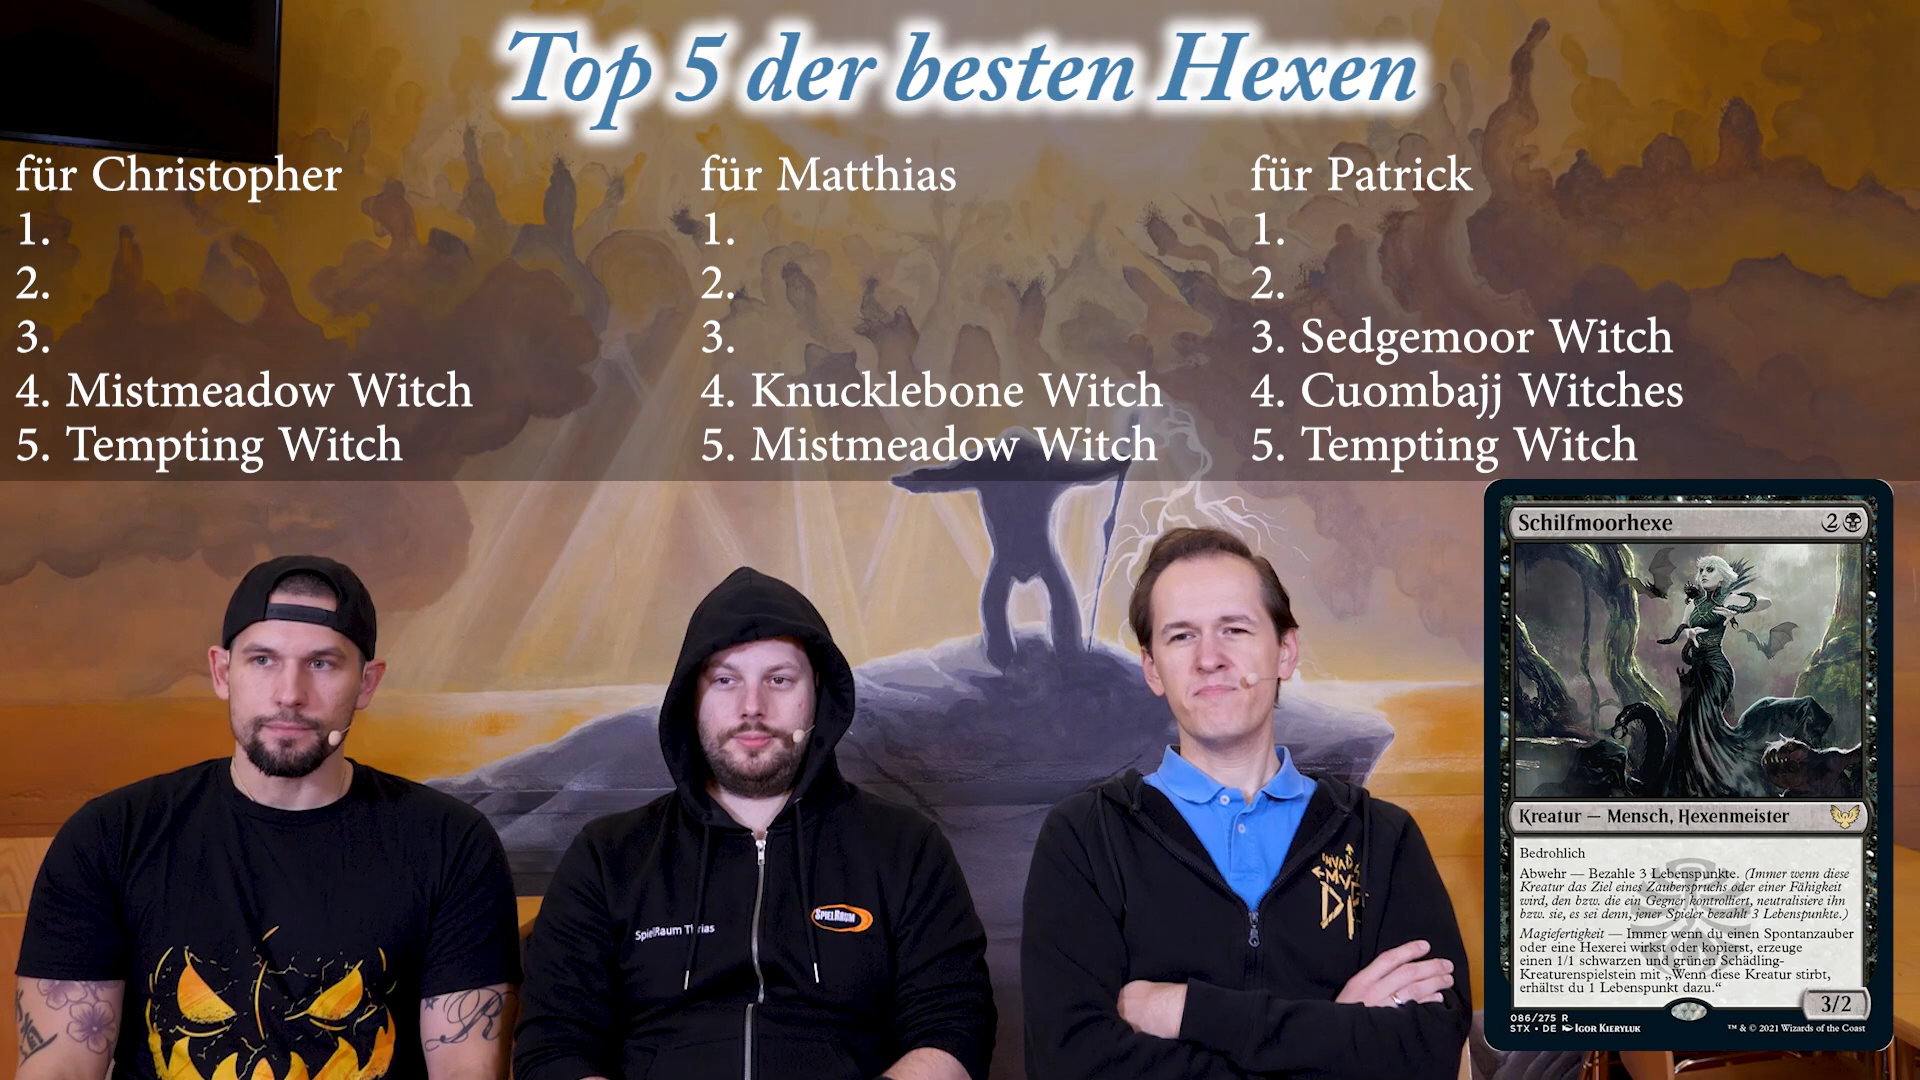 Top 5 der besten Hexen
für Christopher
1.
2.
3.
4. Mistmeadow Witch
5. Tempting Witch
für Matthias
1.
2.
3.
4. Knucklebone Witch
5. Mistmeadow Witch
für Patrick
1.
2.
3. Sedgemoor Witch
4. Cuombajj Witches
5. Tempting Witch
Schilfmoorhexe 2
Kreatur — Mensch, Hexenmeister
Bedrohlich
Abwehr — Bezahle 3 Lebenspunkte. (Immer wenn diese
Kreatur das Ziel eines Zauberspruchs oder einer Fähigkeit
wird, den bzw. die ein Gegner kontrolliert, neutralisiere ihn
bzw. sie, es sei denn, jener Spieler bezahlt 3 Lebenspunkte.)
Magiefertigkeit — Immer wenn du einen Spontanzauber
oder eine Hexerei wirkst oder kopierst, erzeuge
einen 1/1 schwarzen und grünen Schädling-
Kreaturenspielstein mit „Wenn diese Kreatur stirbt,
erhältst du 1 Lebenspunkt dazu.“
3/2
086/275 R
STX • DE Igor Kieryluk
™ & © 2021 Wizards of the Coast
SpielRaum
SPIELRAUM